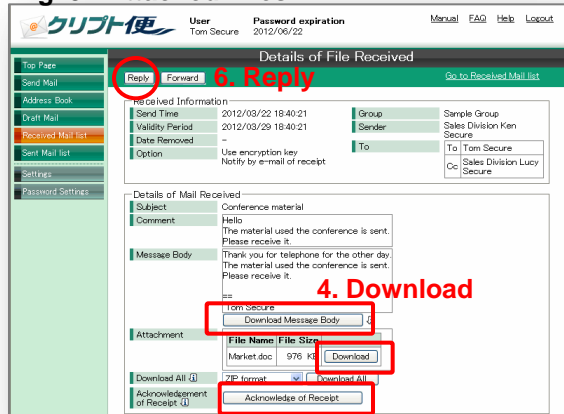 クリプト便
User
Tom Secure
Password expiration
2012/06/22
Manual FAQ Help Logout
Details of File Received
Top Page
Send Mail
Address Book
Draft Mail
Received Mail list
Sent Mail list
Settings
Password Settings
Reply Forward
6. Reply
Go to Received Mail list
Received Information
Send Time 2012/03/22 18:40:21
Validity Period 2012/03/29 18:40:21
Date Removed -
Option Use encryption key
Notify by e-mail of receipt
Group Sample Group
Sender Sales Division Ken
Secure
To To Tom Secure
Cc Sales Division Lucy
Secure
Details of Mail Received
Subject Conference material
Comment Hello
The material used the conference is sent.
Please receive it.
Message Body Thank you for telephone for the other day.
The material used the conference is sent.
Please receive it.
==
Tom Secure
4. Download
Download Message Body
Attachment File Name File Size
Market.doc 976 KB Download
Download All ZIP format Download All
Acknowledgement
of Receipt Acknowledge of Receipt